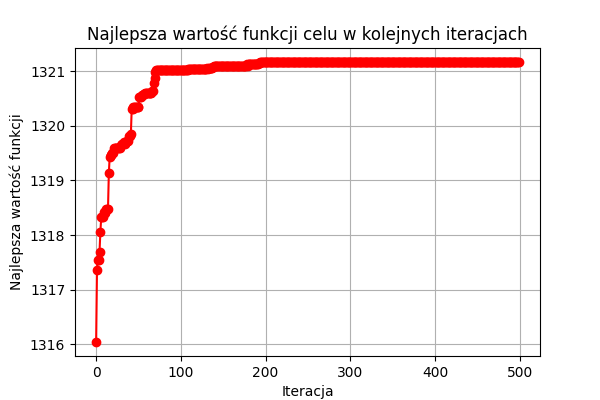 Najlepsza wartość funkcji celu w kolejnych iteracjach
1321
1320
1319
1318
1317
1316
Najlepsza wartość funkcji
0 100 200 300 400 500
Iteracja